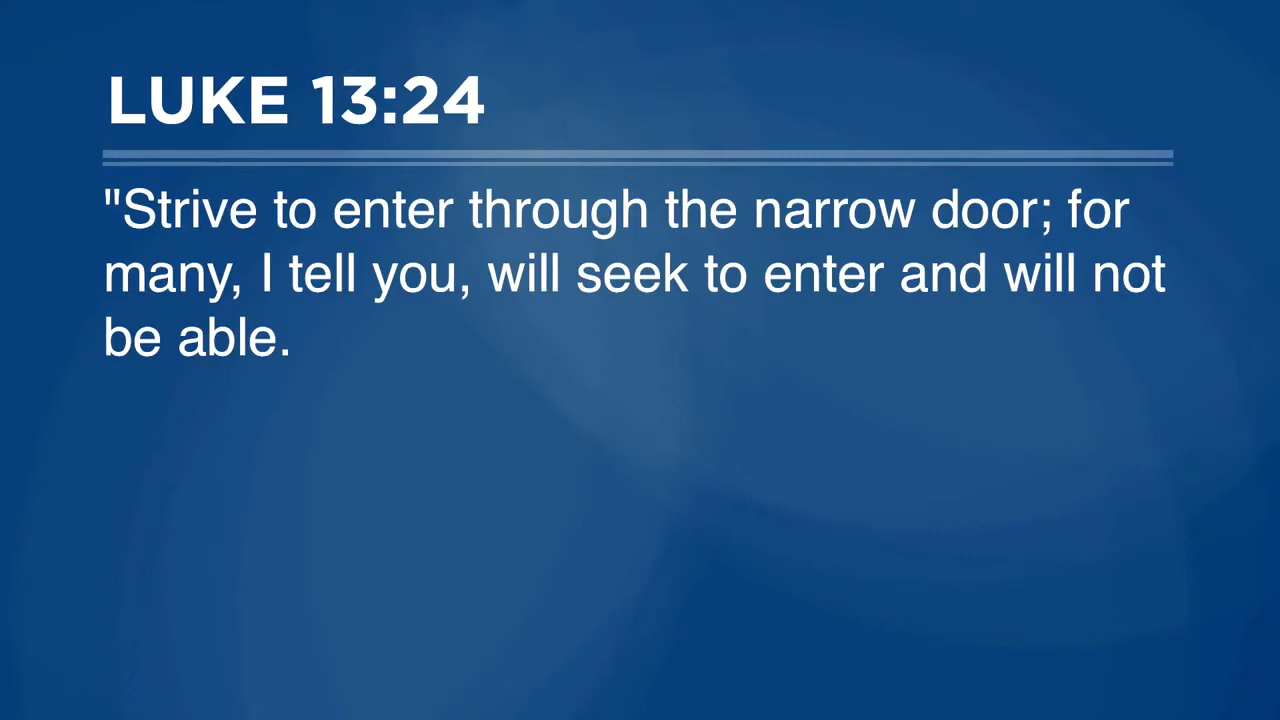 LUKE 13:24
"Strive to enter through the narrow door; for
many, I tell you, will seek to enter and will not
be able.